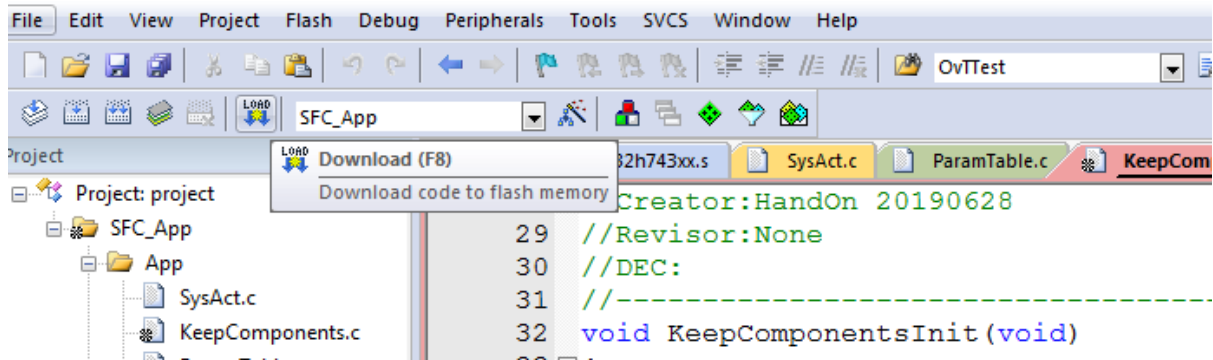 File Edit View Project Flash Debug Peripherals Tools SVCS Window Help
OvTTest
LOAD SFC_App
Project
LOAD Download (F8)
Download code to flash memory
32h743xx.s SysAct.c ParamTable.c KeepCom
Project: project
SFC_App
App
SysAct.c
KeepComponents.c
Creator:HandOn 20190628
29 //Revisor:None
30 //DEC:
31 //-----------------------------------
32 void KeepComponentsInit(void)